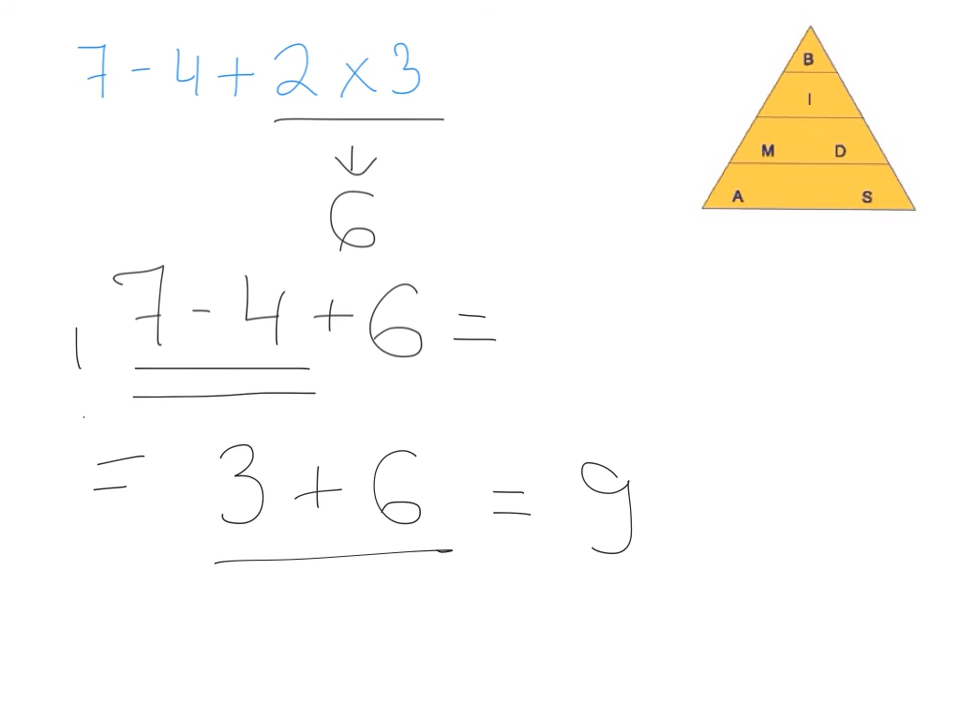 7 - 4 + 2 × 3
↓
6
7 - 4 + 6 =
= 3 + 6 = 9
B
I
M D
A S